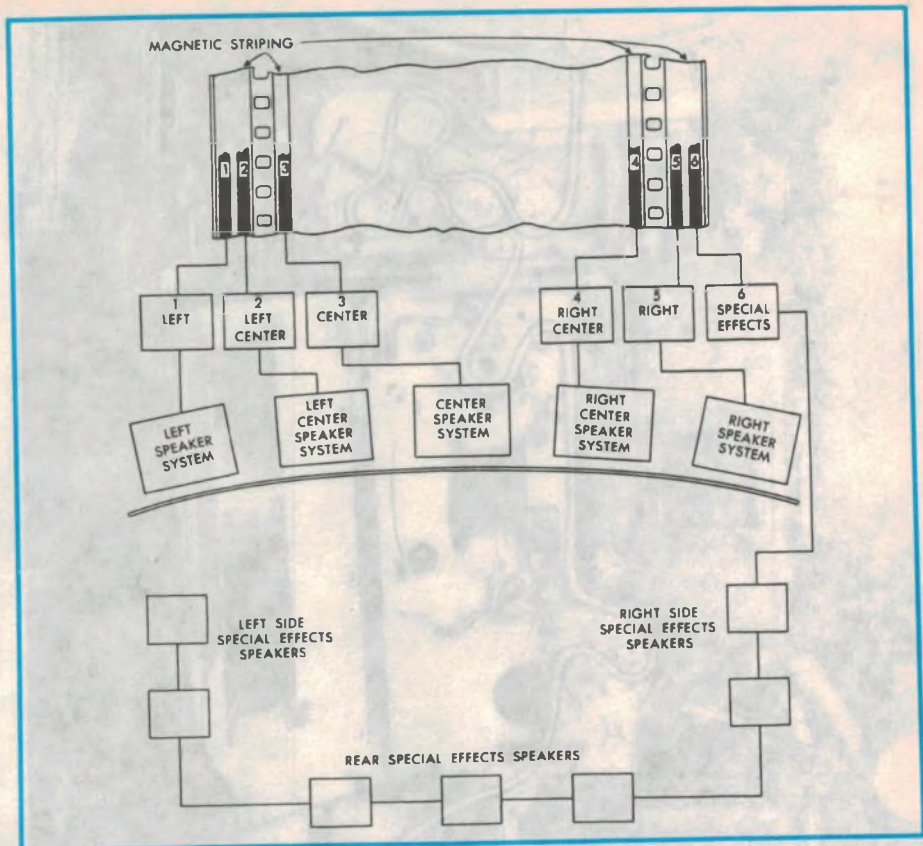 MAGNETIC STRIPING
1
2
3
4
5
6
1
LEFT
2
LEFT
CENTER
3
CENTER
4
RIGHT
CENTER
5
RIGHT
6
SPECIAL
EFFECTS
LEFT
SPEAKER
SYSTEM
LEFT
CENTER
SPEAKER
SYSTEM
CENTER
SPEAKER
SYSTEM
RIGHT
CENTER
SPEAKER
SYSTEM
RIGHT
SPEAKER
SYSTEM
LEFT SIDE
SPECIAL EFFECTS
SPEAKERS
RIGHT SIDE
SPECIAL EFFECTS
SPEAKERS
REAR SPECIAL EFFECTS SPEAKERS